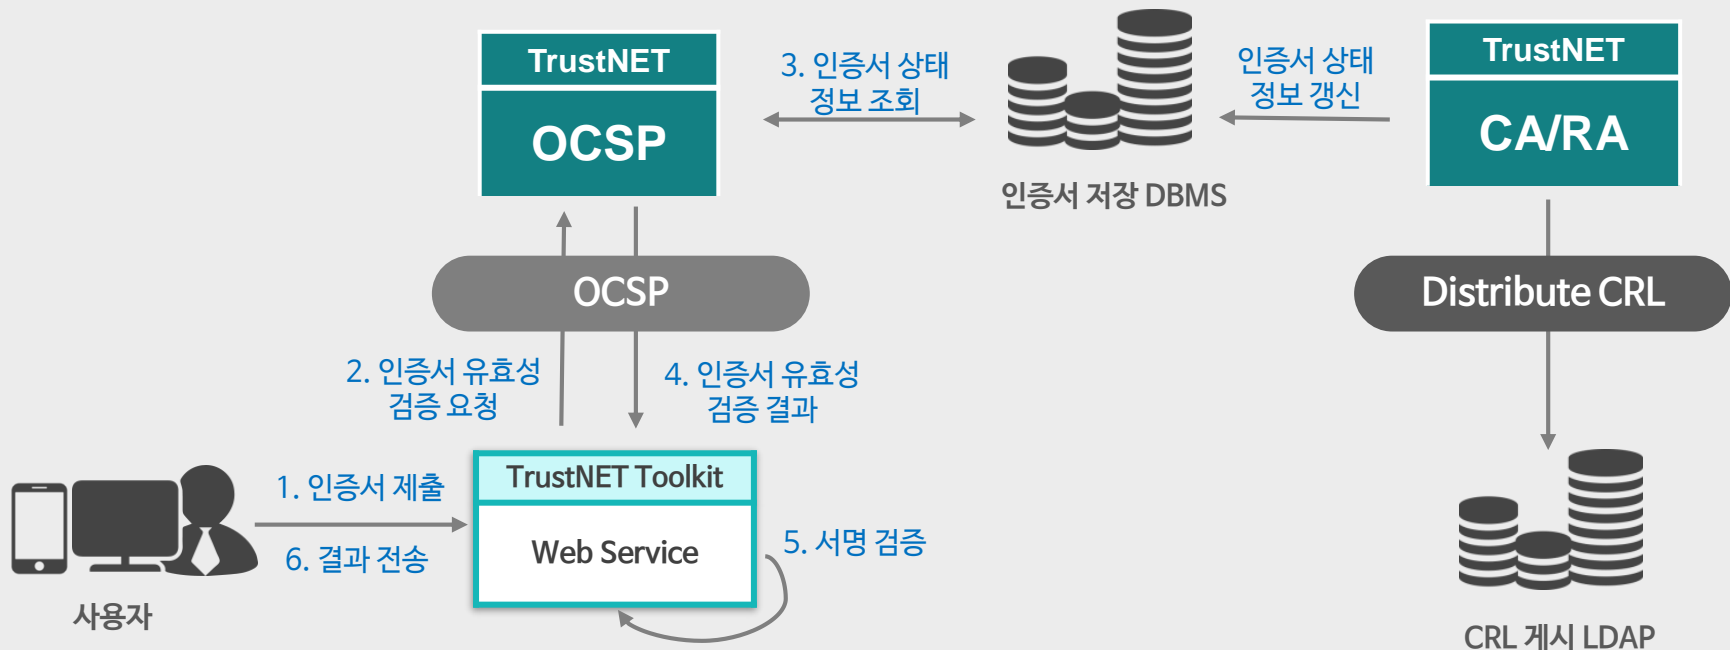 TrustNET
OCSP
3. 인증서 상태
정보 조회
인증서 상태
정보 갱신
TrustNET
CA/RA
인증서 저장 DBMS
OCSP
Distribute CRL
2. 인증서 유효성
검증 요청
4. 인증서 유효성
검증 결과
1. 인증서 제출
6. 결과 전송
TrustNET Toolkit
Web Service
5. 서명 검증
사용자
CRL 게시 LDAP